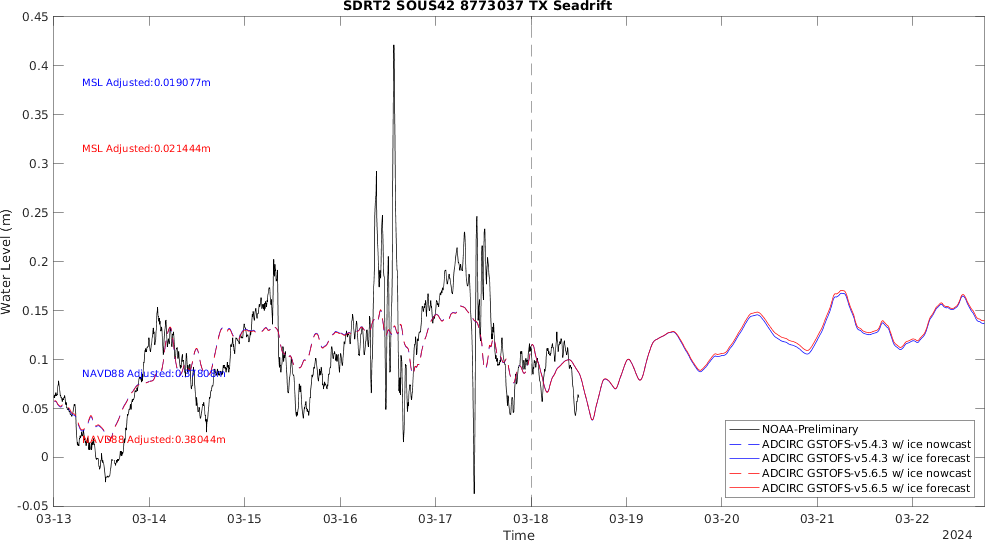 SDRT2 SOUS42 8773037 TX Seadrift
0.45
0.4
0.35
0.3
0.25
0.2
0.15
0.1
0.05
0
-0.05
Water Level (m)
MSL Adjusted:0.019077m
MSL Adjusted:0.021444m
NAVD88 Adjusted:0.37806m
NAVD88 Adjusted:0.38044m
NOAA-Preliminary
ADCIRC GSTOFS-v5.4.3 w/ ice nowcast
ADCIRC GSTOFS-v5.4.3 w/ ice forecast
ADCIRC GSTOFS-v5.6.5 w/ ice nowcast
ADCIRC GSTOFS-v5.6.5 w/ ice forecast
03-13 03-14 03-15 03-16 03-17 03-18 03-19 03-20 03-21 03-22
Time
2024